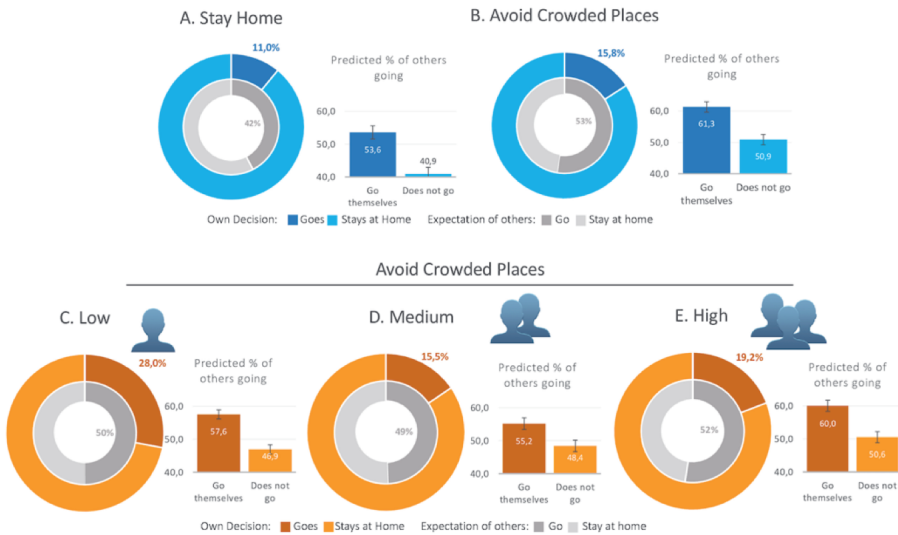 A. Stay Home
B. Avoid Crowded Places
11,0%
Predicted % of others
going
42%
60,0
50,0
40,0
53,6
40,9
Go
themselves
Does not go
15,8%
Predicted % of others
going
53%
60,0
50,0
40,0
61,3
50,9
Go
themselves
Does not go
Own Decision: Goes Stays at Home Expectation of others: Go Stay at home
Avoid Crowded Places
C. Low
28,0%
Predicted % of
others going
50%
60,0
50,0
40,0
57,6
46,9
Go
themselves
Does not
go
D. Medium
15,5%
Predicted % of
others going
49%
60,0
50,0
40,0
55,2
48,4
Go
themselves
Does not
go
E. High
19,2%
Predicted % of
others going
52%
60,0
50,0
40,0
60,0
50,6
Go
themselves
Does not
go
Own Decision: Goes Stays at Home Expectation of others: Go Stay at home